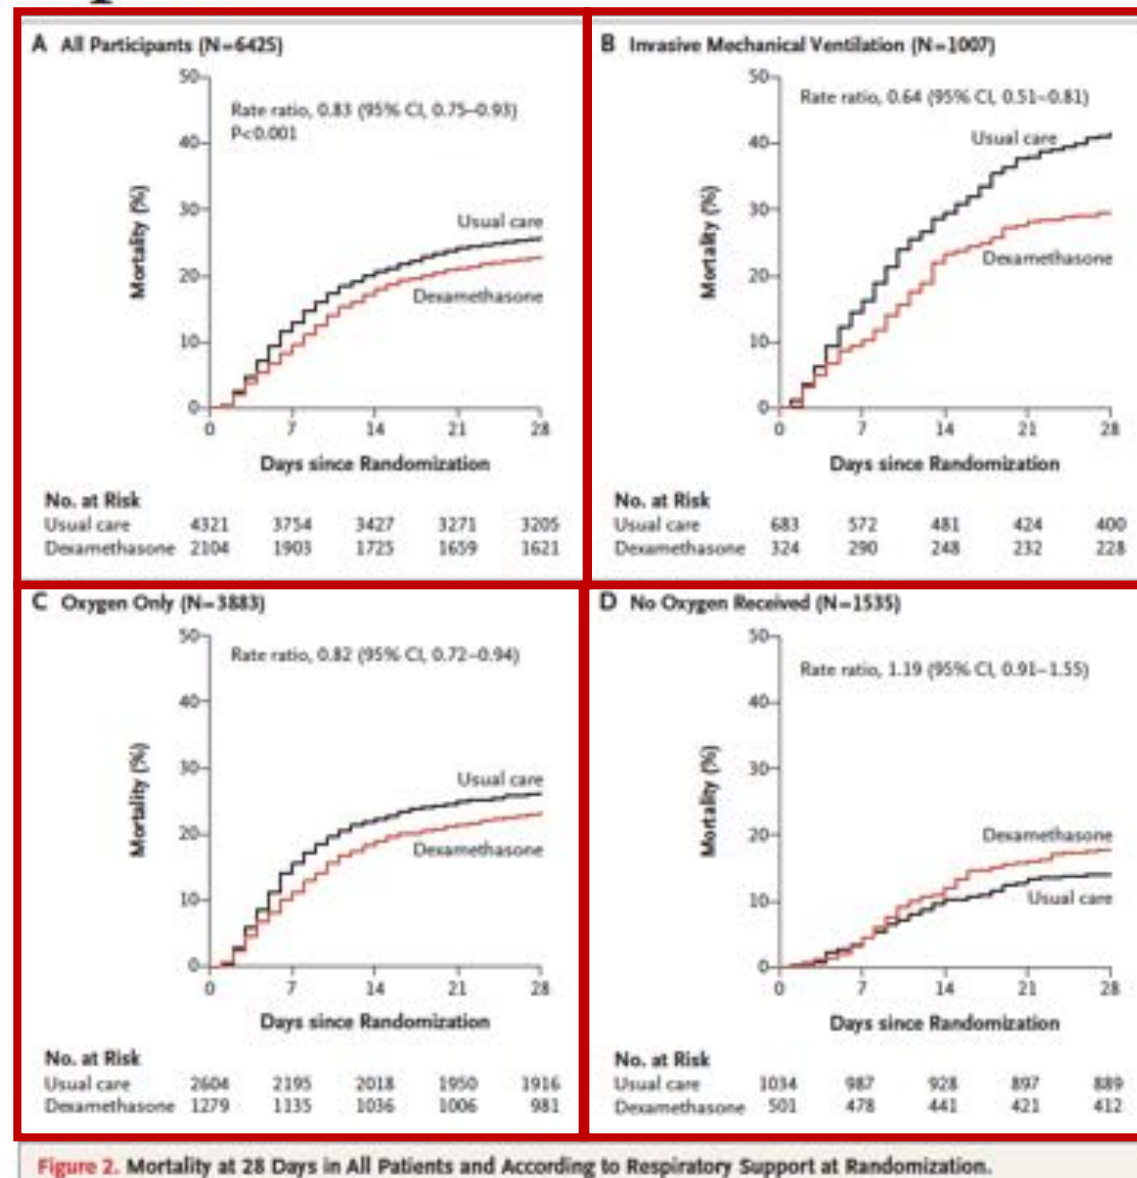 A All Participants (N=6425)
50
40
30
20
10
0
Mortality (%)
Rate ratio, 0.83 (95% CI, 0.75–0.93)
P<0.001
Usual care
Dexamethasone
0 7 14 21 28
Days since Randomization
No. at Risk
Usual care 4321 3754 3427 3271 3205
Dexamethasone 2104 1903 1725 1659 1621
B Invasive Mechanical Ventilation (N=1007)
50
40
30
20
10
0
Mortality (%)
Rate ratio, 0.64 (95% CI, 0.51–0.81)
Usual care
Dexamethasone
0 7 14 21 28
Days since Randomization
No. at Risk
Usual care 683 572 481 424 400
Dexamethasone 324 290 248 232 228
C Oxygen Only (N=3883)
50
40
30
20
10
0
Mortality (%)
Rate ratio, 0.82 (95% CI, 0.72–0.94)
Usual care
Dexamethasone
0 7 14 21 28
Days since Randomization
No. at Risk
Usual care 2604 2195 2018 1950 1916
Dexamethasone 1279 1135 1036 1006 981
D No Oxygen Received (N=1535)
50
40
30
20
10
0
Mortality (%)
Rate ratio, 1.19 (95% CI, 0.91–1.55)
Dexamethasone
Usual care
0 7 14 21 28
Days since Randomization
No. at Risk
Usual care 1034 987 928 897 889
Dexamethasone 501 478 441 421 412
Figure 2. Mortality at 28 Days in All Patients and According to Respiratory Support at Randomization.